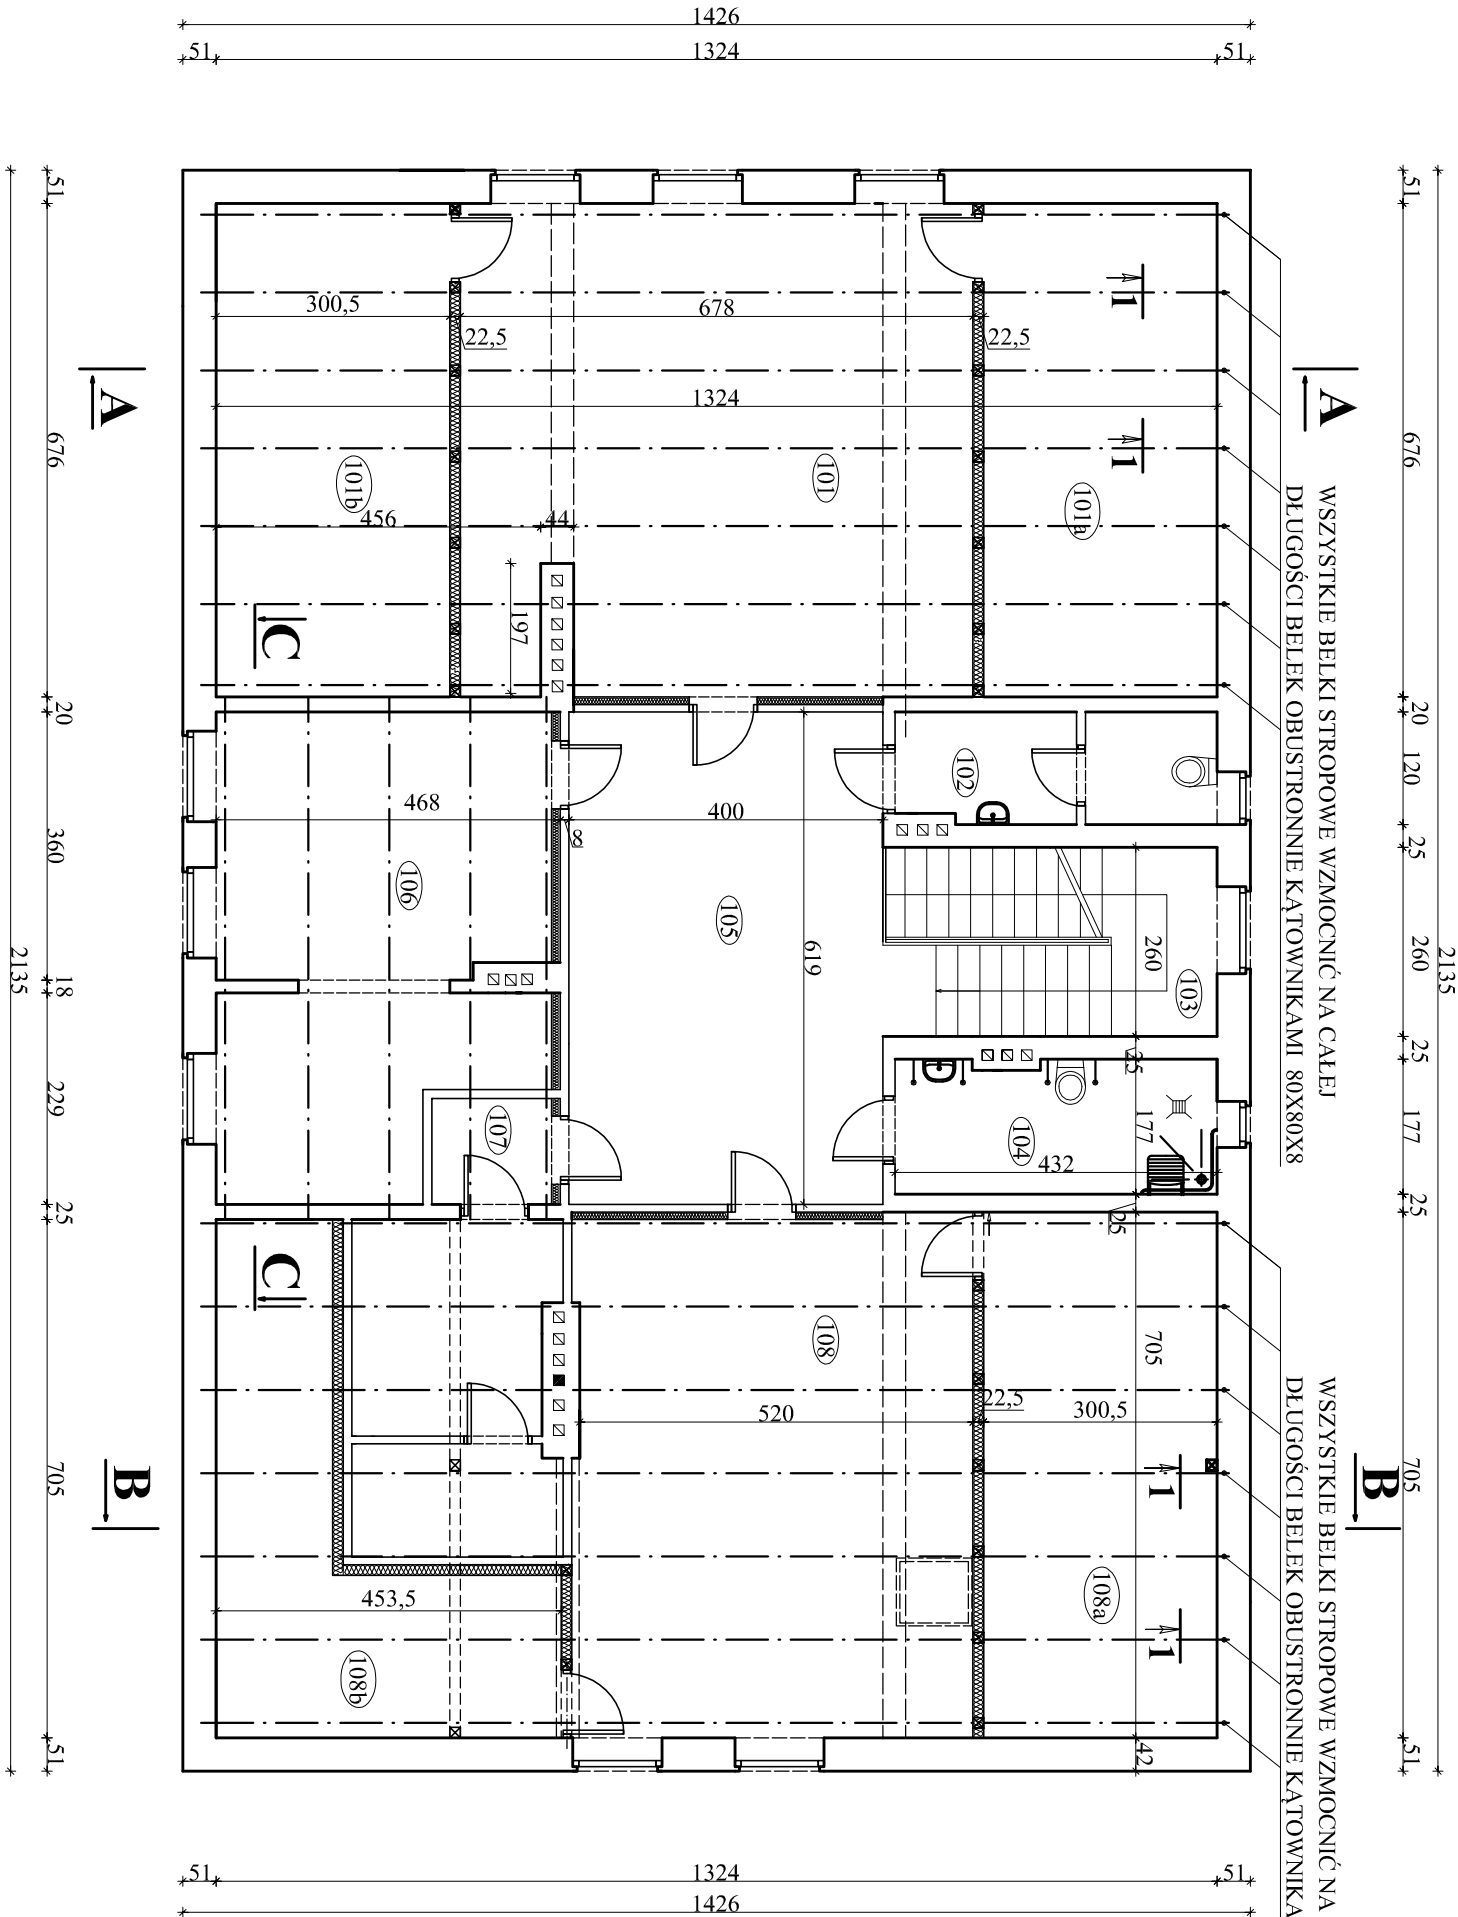 1426
51 1324 51
2135
51 676 20 120 25 260 25 177 25 705 51
WSZYSTKIE BELKI STROPOWE WZMOCNIĆ NA CAŁEJ
DŁUGOŚCI BELEK OBUSTRONNIE KĄTOWNIKAMI 80X80X8
WSZYSTKIE BELKI STROPOWE WZMOCNIĆ NA
DŁUGOŚCI BELEK OBUSTRONNIE KĄTOWNIKA
A
A
B
B
C
C
1
1
1
1
300,5
22,5
678
22,5
1324
101b
101
101a
456
44
197
468
8
400
102
106
105
619
260
103
25
107
104
177
432
25
108
705
520
22,5
300,5
453,5
108a
108b
42
51 676 20 360 18 229 25 705 51
2135
51 1324 51
1426